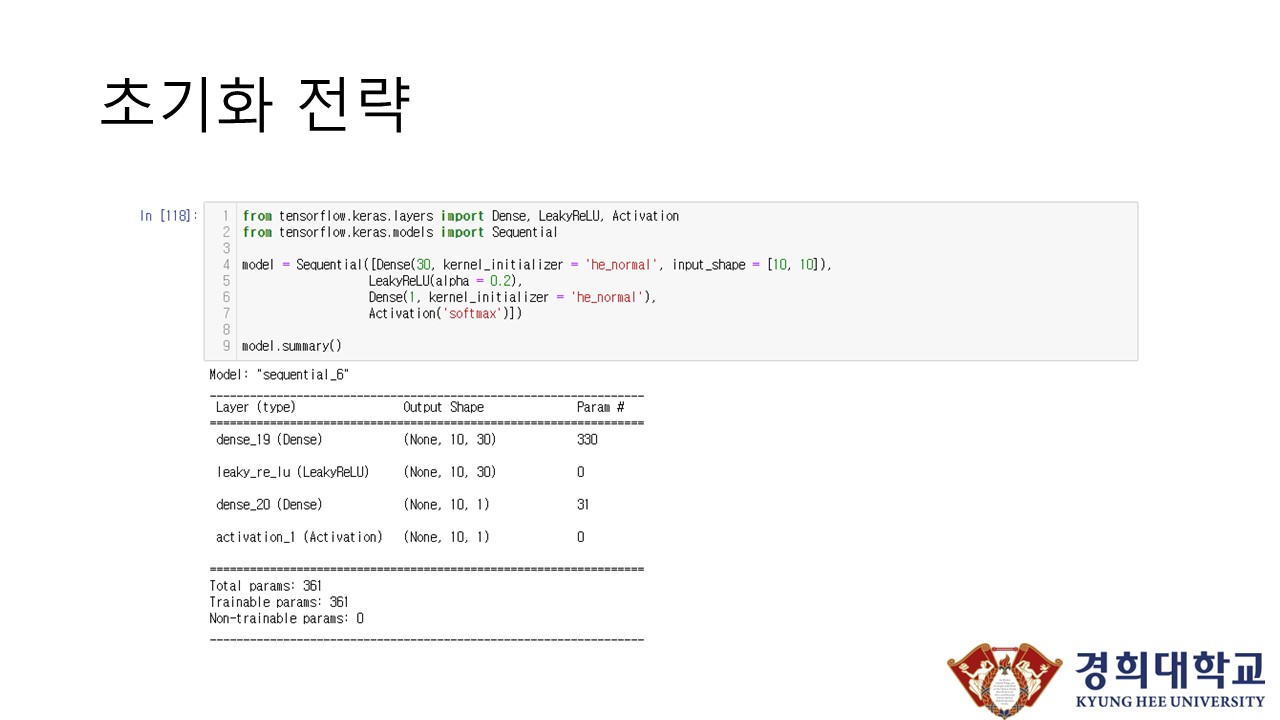 초기화 전략
In [118]:
1 from tensorflow.keras.layers import Dense, LeakyReLU, Activation
2 from tensorflow.keras.models import Sequential
3
4 model = Sequential([Dense(30, kernel_initializer = 'he_normal', input_shape = [10, 10]),
5 LeakyReLU(alpha = 0.2),
6 Dense(1, kernel_initializer = 'he_normal'),
7 Activation('softmax')])
8
9 model.summary()
Model: "sequential_6"
Layer (type) Output Shape Param #
dense_19 (Dense) (None, 10, 30) 330
leaky_re_lu (LeakyReLU) (None, 10, 30) 0
dense_20 (Dense) (None, 10, 1) 31
activation_1 (Activation) (None, 10, 1) 0
Total params: 361
Trainable params: 361
Non-trainable params: 0
경희대학교
KYUNG HEE UNIVERSITY